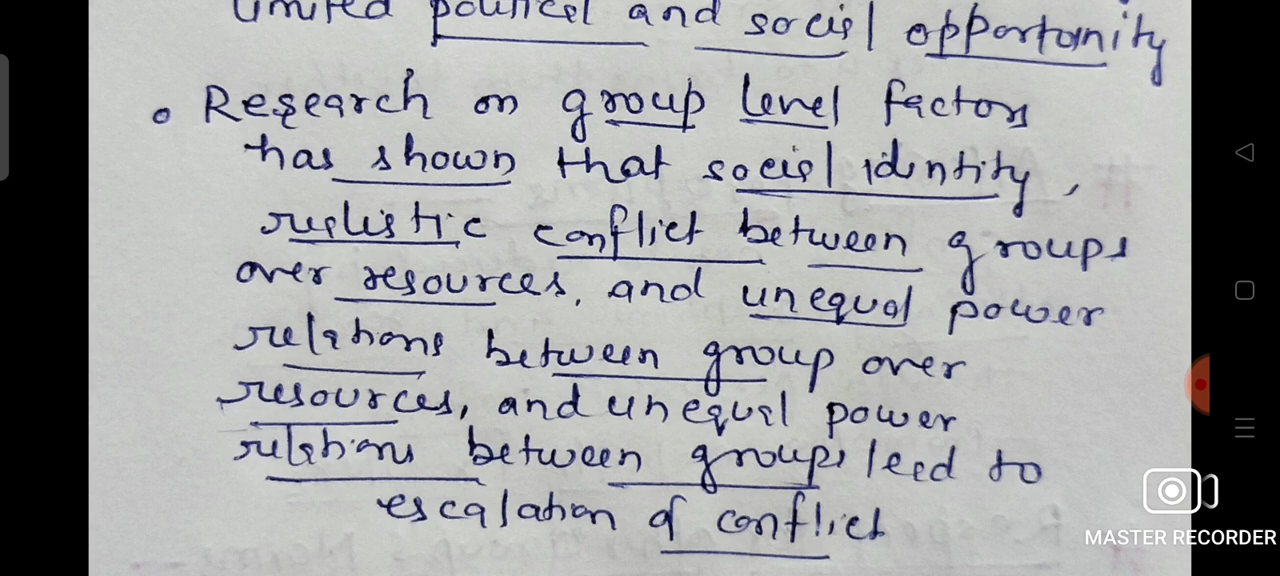 limited political and social opportunity
• Research on group level factors
has shown that social identity,
realistic conflict between groups
over resources, and unequal power
relations between group over
resources, and unequal power
relations between groups lead to
escalation of conflict
MASTER RECORDER